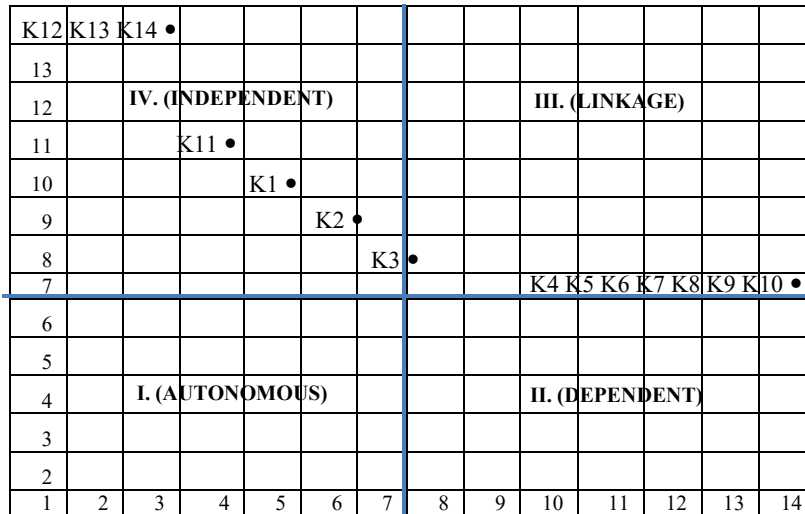 K12 K13 K14 •
13
12 IV. (INDEPENDENT) III. (LINKAGE)
11 K11 •
10 K1 •
9 K2 •
8 K3 •
7 K4 K5 K6 K7 K8 K9 K10 •
6
5
4 I. (AUTONOMOUS) II. (DEPENDENT)
3
2
1 2 3 4 5 6 7 8 9 10 11 12 13 14